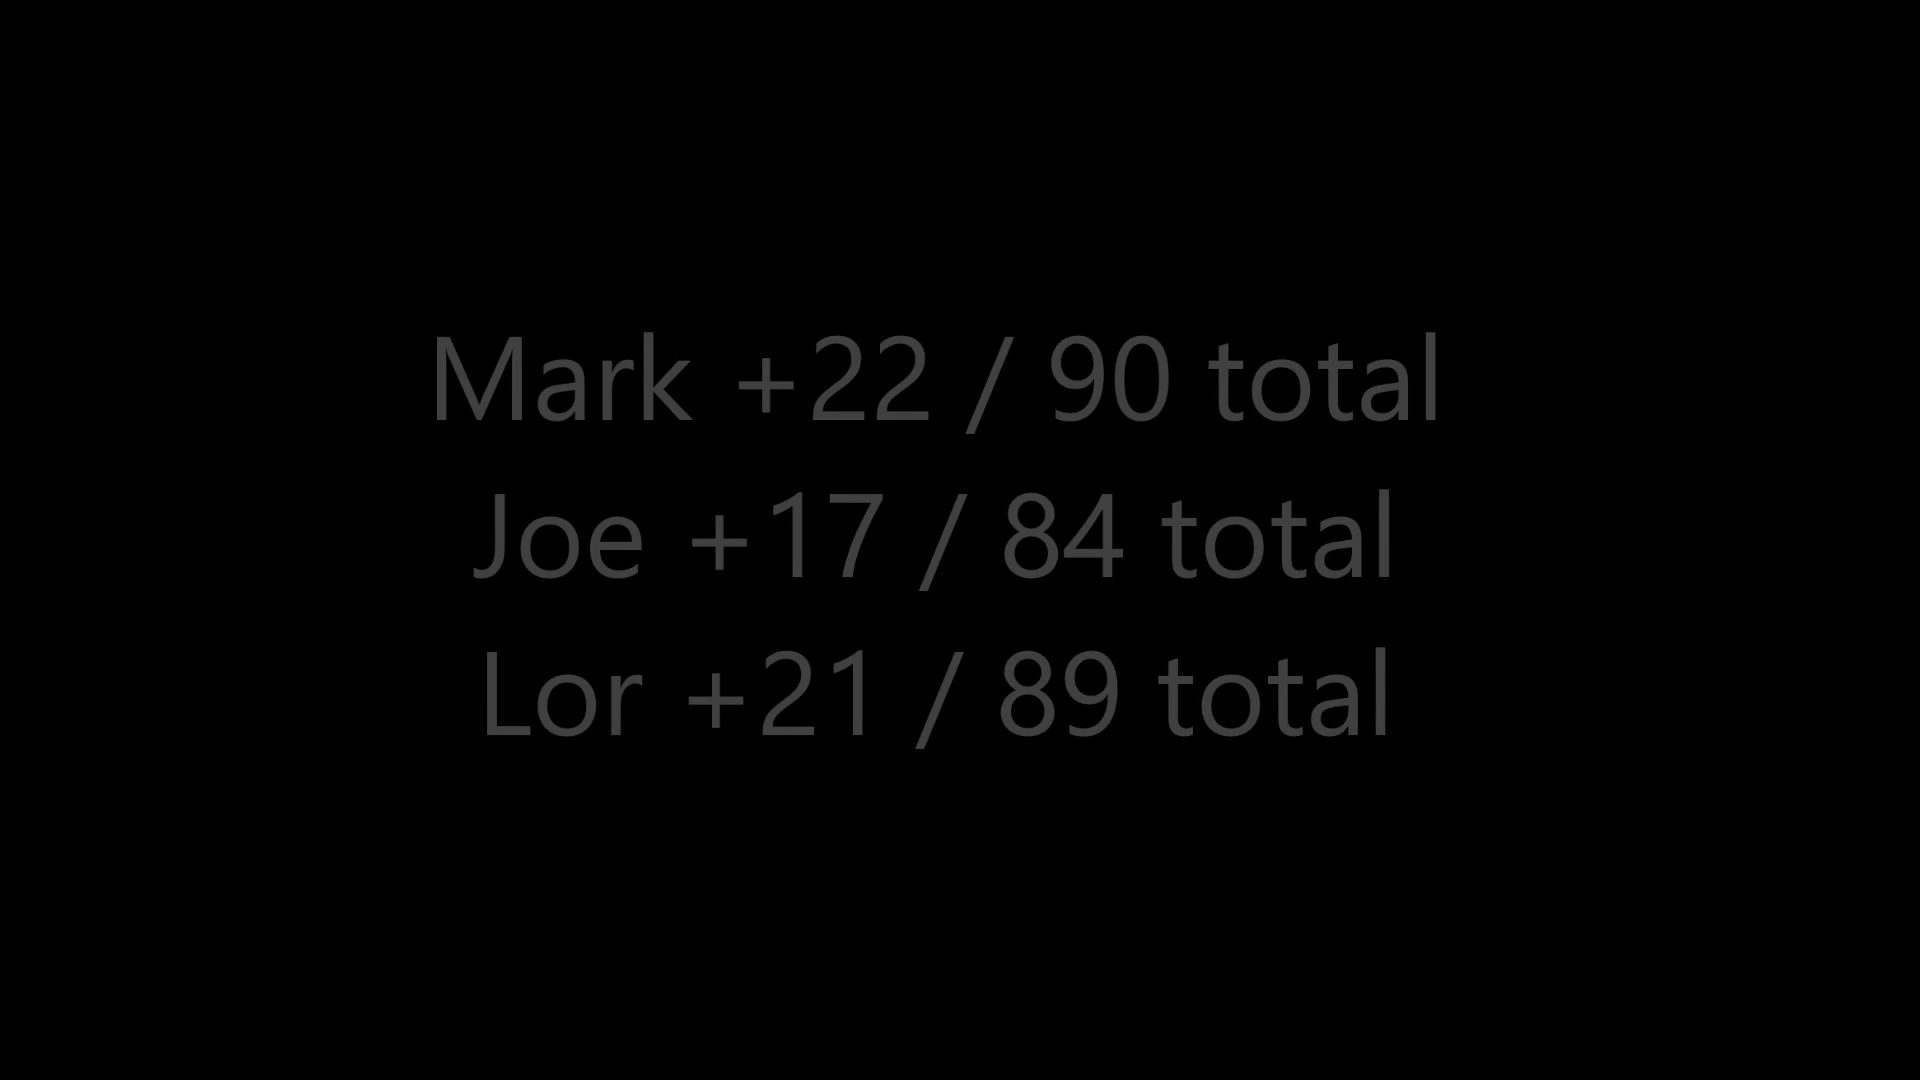 Mark +22 / 90 total
Joe +17 / 84 total
Lor +21 / 89 total